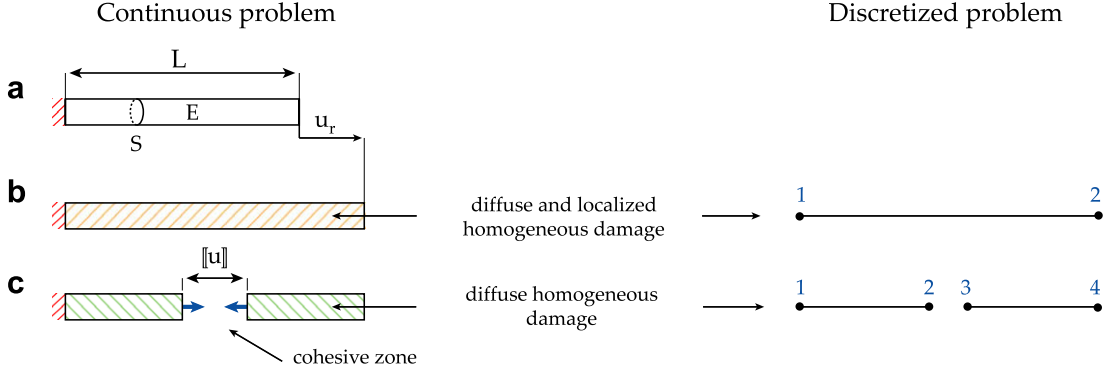 Continuous problem
Discretized problem
L
a
E
u_r
S
b
diffuse and localized
homogeneous damage
1
2
⟦u⟧
c
diffuse homogeneous
damage
1
2
3
4
cohesive zone